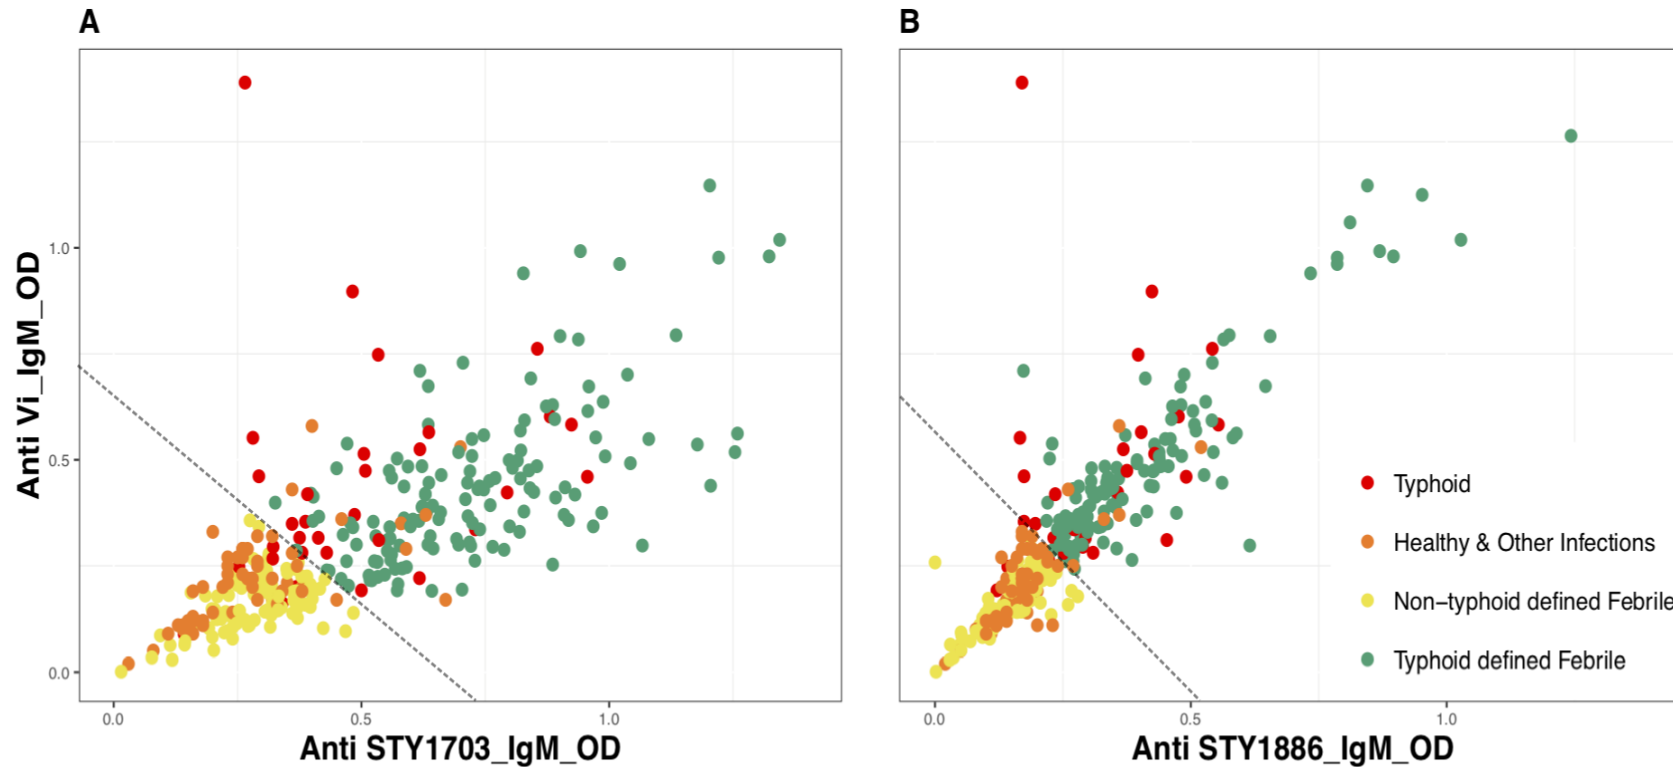 A
B
Anti Vi_IgM_OD
1.0
0.5
0.0
0.0
0.5
1.0
0.0
0.5
1.0
Anti STY1703_IgM_OD
Anti STY1886_IgM_OD
Typhoid
Healthy & Other Infections
Non−typhoid defined Febrile
Typhoid defined Febrile